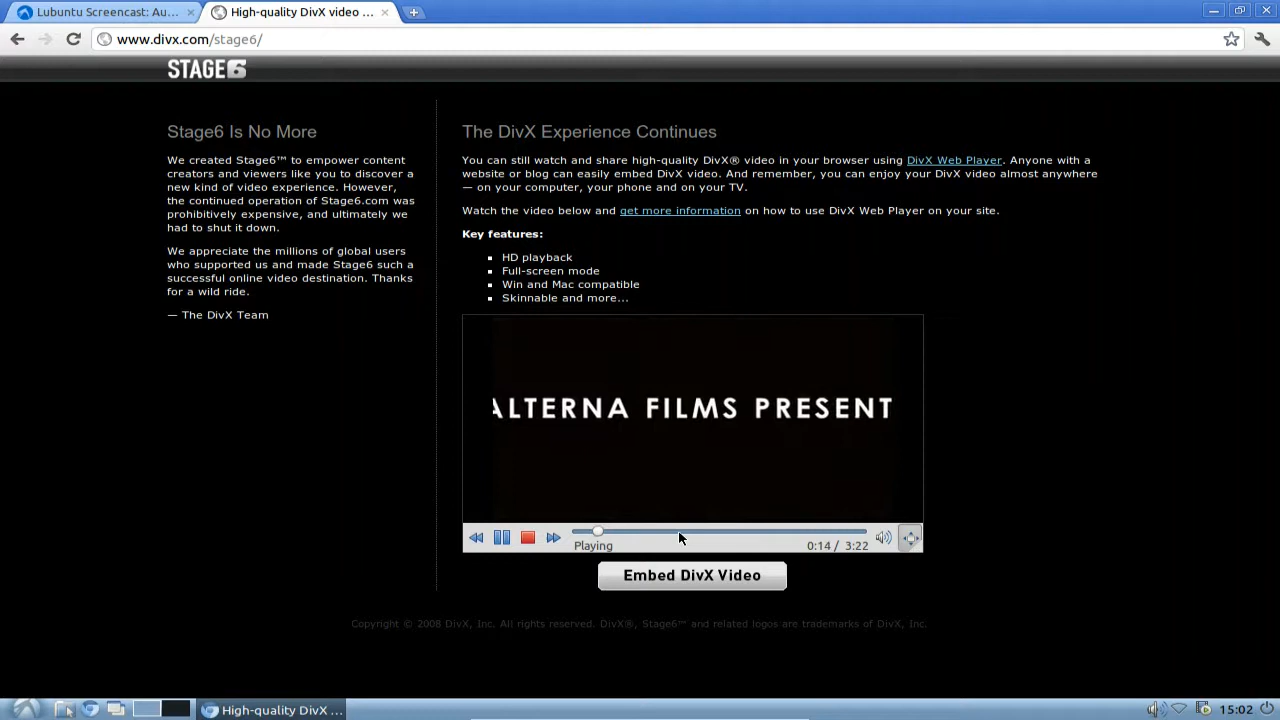 Lubuntu Screencast: Au...
High-quality DivX video ...
www.divx.com/stage6/
STAGE6
Stage6 Is No More
We created Stage6™ to empower content
creators and viewers like you to discover a
new kind of video experience. However,
the continued operation of Stage6.com was
prohibitively expensive, and ultimately we
had to shut it down.
We appreciate the millions of global users
who supported us and made Stage6 such a
successful online video destination. Thanks
for a wild ride.
— The DivX Team
The DivX Experience Continues
You can still watch and share high-quality DivX® video in your browser using DivX Web Player. Anyone with a
website or blog can easily embed DivX video. And remember, you can enjoy your DivX video almost anywhere
— on your computer, your phone and on your TV.
Watch the video below and get more information on how to use DivX Web Player on your site.
Key features:
HD playback
Full-screen mode
Win and Mac compatible
Skinnable and more...
ALTERNA FILMS PRESENT
Playing
0:14 / 3:22
Embed DivX Video
Copyright © 2008 DivX, Inc. All rights reserved. DivX®, Stage6™ and related logos are trademarks of DivX, Inc.
High-quality DivX ...
15:02